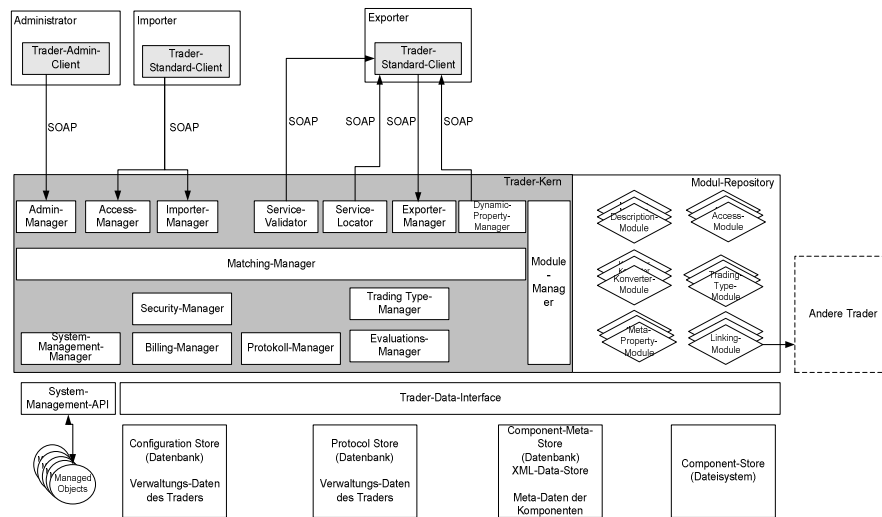 Administrator
Importer
Exporter
Trader-Admin-
Client
Trader-
Standard-Client
Trader-
Standard-Client
SOAP
SOAP
SOAP
SOAP
SOAP
SOAP
Trader-Kern
Modul-Repository
Admin-
Manager
Access-
Manager
Importer-
Manager
Service-
Validator
Service-
Locator
Exporter-
Manager
Dynamic-
Property-
Manager
Matching-Manager
Module
-
Manag
er
Security-Manager
Trading Type-
Manager
System-
Management-
Manager
Billing-Manager
Protokoll-Manager
Evaluations-
Manager
Description-
Module
Access-
Module
Konverter-
Module
Trading-
Type-
Module
Meta-
Property-
Module
Linking-
Module
Andere Trader
System-
Management-API
Trader-Data-Interface
Managed
Objects
Configuration Store
(Datenbank)
Verwaltungs-Daten
des Traders
Protocol Store
(Datenbank)
Verwaltungs-Daten
des Traders
Component-Meta-
Store
(Datenbank)
XML-Data-Store
Meta-Daten der
Komponenten
Component-Store
(Dateisystem)